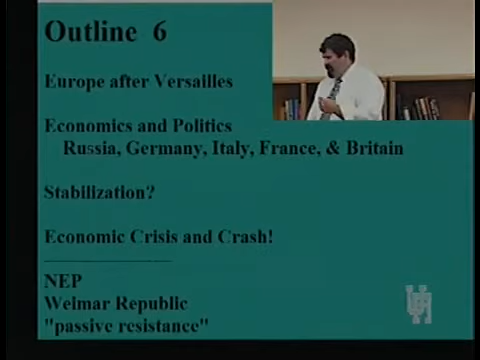 Outline 6
Europe after Versailles
Economics and Politics
Russia, Germany, Italy, France, & Britain
Stabilization?
Economic Crisis and Crash!
NEP
Weimar Republic
"passive resistance"